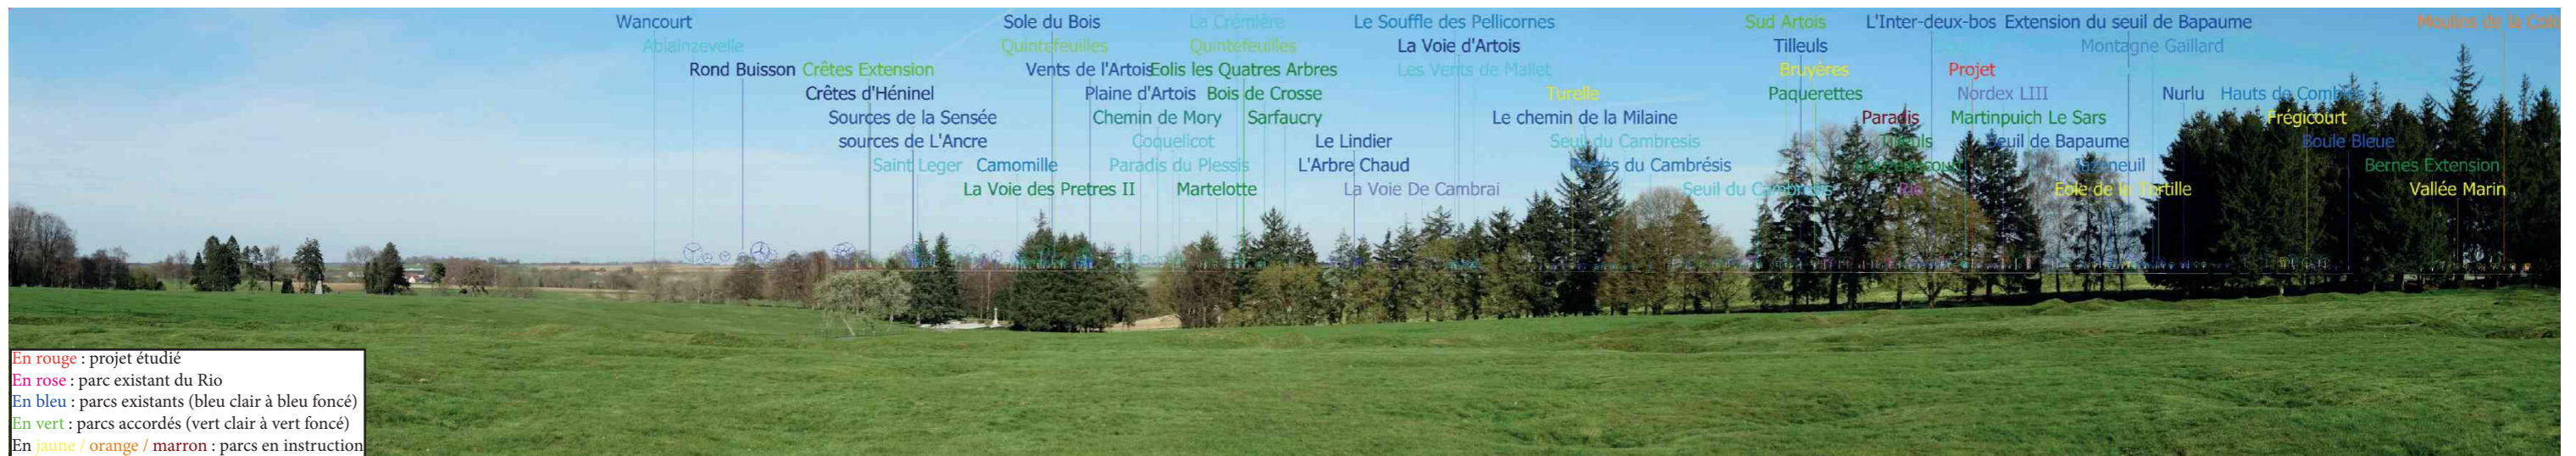 Wancourt Sole du Bois La Crémière Le Souffle des Pellicornes Sud Artois L'Inter-deux-bos Extension du seuil de Bapaume
Ablainzevelle Quintefeuilles Quintefeuilles La Voie d'Artois Tilleuls Montagne Gaillard
Rond Buisson Crêtes Extension Vents de l'Artois Eolis les Quatres Arbres Les Vents de Mallet Bruyères Projet
Crêtes d'Héninel Plaine d'Artois Bois de Crosse Turelle Paquerettes Nordex LIII Nurlu Hauts de
Sources de la Sensée Chemin de Mory Sarfaucry Le chemin de la Milaine Paradis Martinpuich Le Sars Frégicourt
sources de L'Ancre Coquelicot Le Lindier Seuil du Cambresis Tilleuls Seuil de Bapaume Boule Bleue
Saint Leger Camomille Paradis du Plessis L'Arbre Chaud du Cambrésis Bernes Extension
La Voie des Pretres II Martelotte La Voie De Cambrai Seuil du Cambresis Rio Eole de la Tortille Vallée Marin
En rouge : projet étudié
En rose : parc existant du Rio
En bleu : parcs existants (bleu clair à bleu foncé)
En vert : parcs accordés (vert clair à vert foncé)
En jaune / orange / marron : parcs en instruction